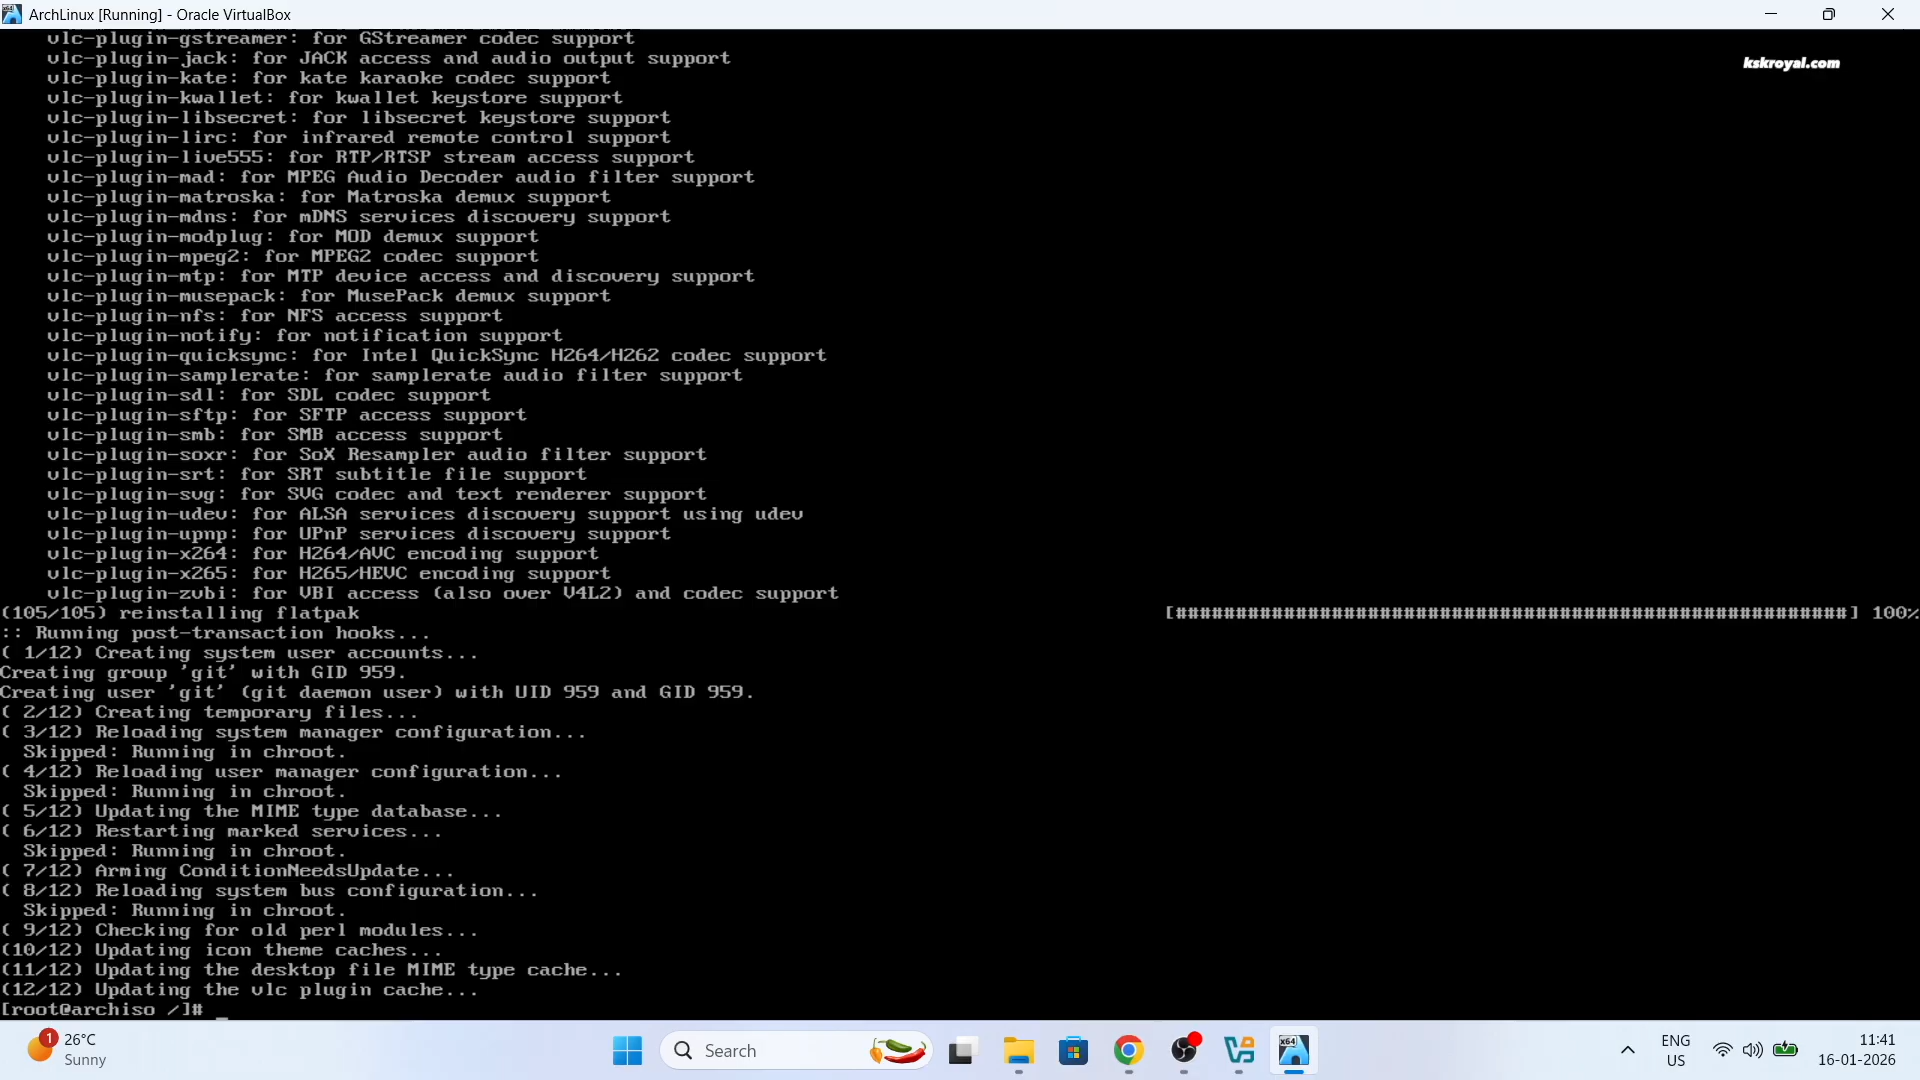 ArchLinux [Running] - Oracle VirtualBox
kskroyal.com
vlc-plugin-gstreamer: for GStreamer codec support
vlc-plugin-jack: for JACK access and audio output support
vlc-plugin-kate: for kate karaoke codec support
vlc-plugin-kwallet: for kwallet keystore support
vlc-plugin-libsecret: for libsecret keystore support
vlc-plugin-lirc: for infrared remote control support
vlc-plugin-live555: for RTP/RTSP stream access support
vlc-plugin-mad: for MPEG Audio Decoder audio filter support
vlc-plugin-matroska: for Matroska demux support
vlc-plugin-mdns: for mDNS services discovery support
vlc-plugin-modplug: for MOD demux support
vlc-plugin-mpeg2: for MPEG2 codec support
vlc-plugin-mtp: for MTP device access and discovery support
vlc-plugin-musepack: for MusePack demux support
vlc-plugin-nfs: for NFS access support
vlc-plugin-notify: for notification support
vlc-plugin-quicksync: for Intel QuickSync H264/H262 codec support
vlc-plugin-samplerate: for samplerate audio filter support
vlc-plugin-sdl: for SDL codec support
vlc-plugin-sftp: for SFTP access support
vlc-plugin-smb: for SMB access support
vlc-plugin-soxr: for SoX Resampler audio filter support
vlc-plugin-srt: for SRT subtitle file support
vlc-plugin-svg: for SVG codec and text renderer support
vlc-plugin-udev: for ALSA services discovery support using udev
vlc-plugin-upnp: for UPnP services discovery support
vlc-plugin-x264: for H264/AVC encoding support
vlc-plugin-x265: for H265/HEVC encoding support
vlc-plugin-zvbi: for VBI access (also over V4L2) and codec support
(105/105) reinstalling flatpak [########################################################] 100%
:: Running post-transaction hooks...
( 1/12) Creating system user accounts...
Creating group 'git' with GID 959.
Creating user 'git' (git daemon user) with UID 959 and GID 959.
( 2/12) Creating temporary files...
( 3/12) Reloading system manager configuration...
Skipped: Running in chroot.
( 4/12) Reloading user manager configuration...
Skipped: Running in chroot.
( 5/12) Updating the MIME type database...
( 6/12) Restarting marked services...
Skipped: Running in chroot.
( 7/12) Arming ConditionNeedsUpdate...
( 8/12) Reloading system bus configuration...
Skipped: Running in chroot.
( 9/12) Checking for old perl modules...
(10/12) Updating icon theme caches...
(11/12) Updating the desktop file MIME type cache...
(12/12) Updating the vlc plugin cache...
[root@archiso /]# _
1
26°C
Sunny
Search
x64
ENG
US
11:41
16-01-2026